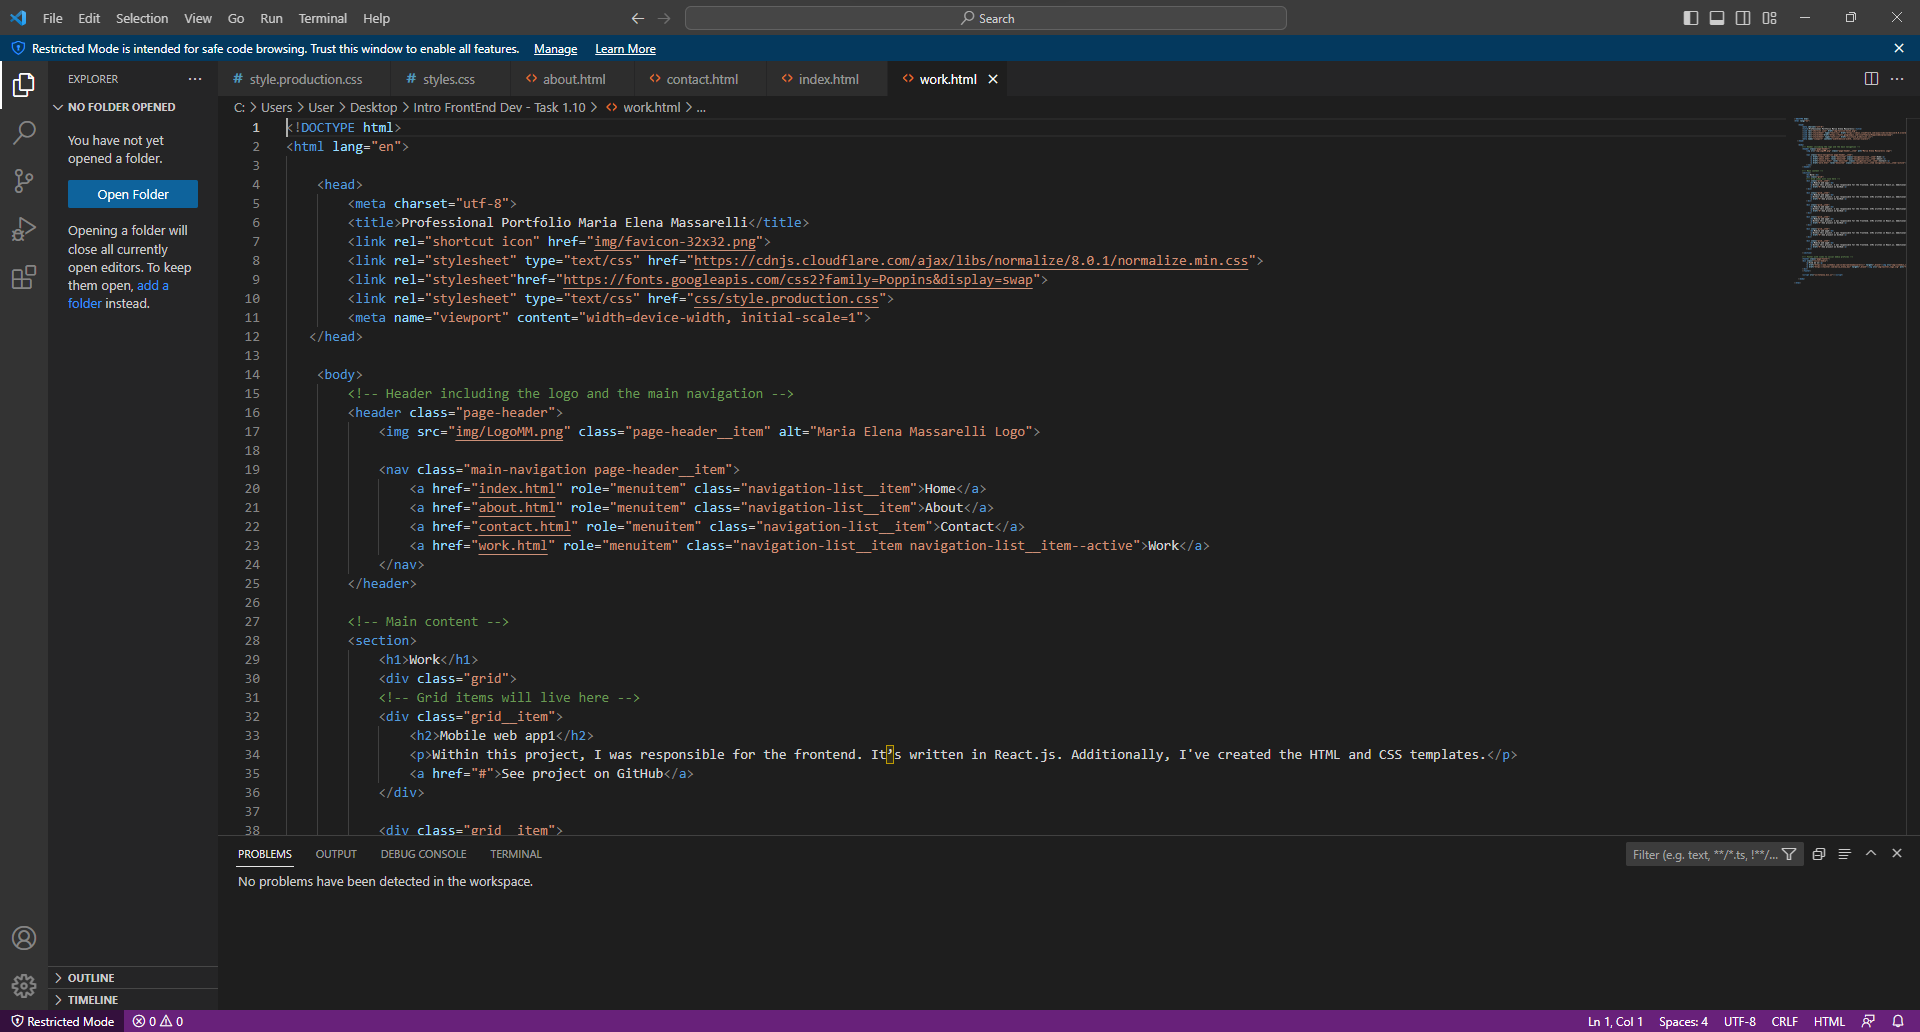 File Edit Selection View Go Run Terminal Help
Search
Restricted Mode is intended for safe code browsing. Trust this window to enable all features. Manage Learn More
EXPLORER
NO FOLDER OPENED
You have not yet
opened a folder.
Open Folder
Opening a folder will
close all currently
open editors. To keep
them open, add a
folder instead.
OUTLINE
TIMELINE
# style.production.css # styles.css <> about.html <> contact.html <> index.html <> work.html
C: > Users > User > Desktop > Intro FrontEnd Dev - Task 1.10 > <> work.html > ...
1 <!DOCTYPE html>
2 <html lang="en">
3
4 <head>
5 <meta charset="utf-8">
6 <title>Professional Portfolio Maria Elena Massarelli</title>
7 <link rel="shortcut icon" href="img/favicon-32x32.png">
8 <link rel="stylesheet" type="text/css" href="https://cdnjs.cloudflare.com/ajax/libs/normalize/8.0.1/normalize.min.css">
9 <link rel="stylesheet"href="https://fonts.googleapis.com/css2?family=Poppins&display=swap">
10 <link rel="stylesheet" type="text/css" href="css/style.production.css">
11 <meta name="viewport" content="width=device-width, initial-scale=1">
12 </head>
13
14 <body>
15 <!-- Header including the logo and the main navigation -->
16 <header class="page-header">
17 <img src="img/LogoMM.png" class="page-header__item" alt="Maria Elena Massarelli Logo">
18
19 <nav class="main-navigation page-header__item">
20 <a href="index.html" role="menuitem" class="navigation-list__item">Home</a>
21 <a href="about.html" role="menuitem" class="navigation-list__item">About</a>
22 <a href="contact.html" role="menuitem" class="navigation-list__item">Contact</a>
23 <a href="work.html" role="menuitem" class="navigation-list__item navigation-list__item--active">Work</a>
24 </nav>
25 </header>
26
27 <!-- Main content -->
28 <section>
29 <h1>Work</h1>
30 <div class="grid">
31 <!-- Grid items will live here -->
32 <div class="grid__item">
33 <h2>Mobile web app1</h2>
34 <p>Within this project, I was responsible for the frontend. It’s written in React.js. Additionally, I've created the HTML and CSS templates.</p>
35 <a href="#">See project on GitHub</a>
36 </div>
37
38 <div class="grid__item">
PROBLEMS OUTPUT DEBUG CONSOLE TERMINAL
Filter (e.g. text, **/*.ts, !**/...
No problems have been detected in the workspace.
Restricted Mode 0 0 Ln 1, Col 1 Spaces: 4 UTF-8 CRLF HTML